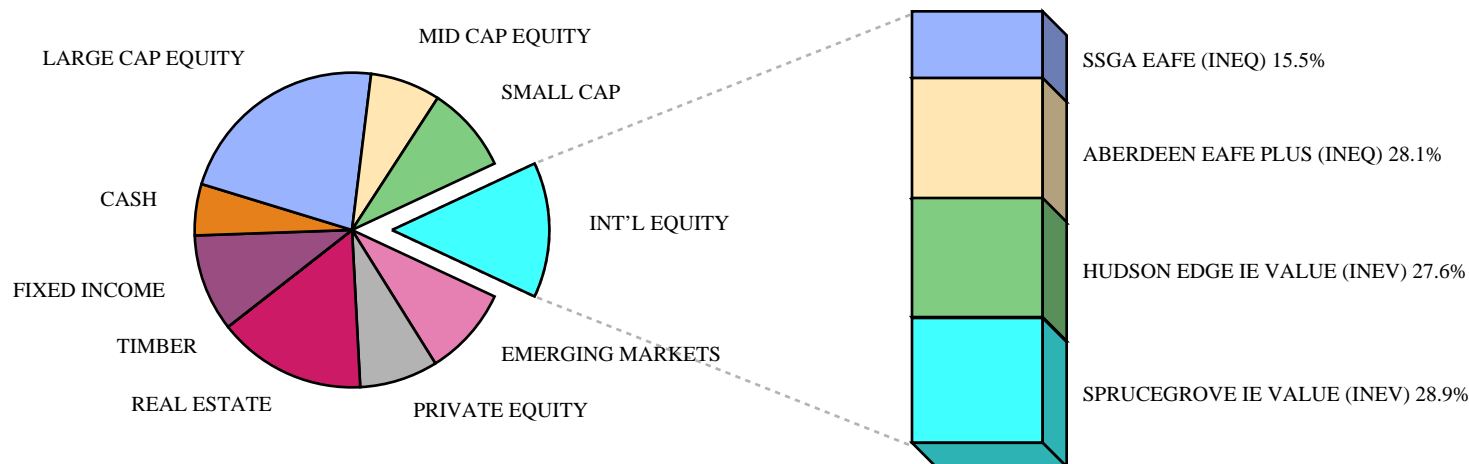 MID CAP EQUITY
LARGE CAP EQUITY
SMALL CAP
CASH
INT'L EQUITY
FIXED INCOME
TIMBER
EMERGING MARKETS
REAL ESTATE
PRIVATE EQUITY
SSGA EAFE (INEQ) 15.5%
ABERDEEN EAFE PLUS (INEQ) 28.1%
HUDSON EDGE IE VALUE (INEV) 27.6%
SPRUCEGROVE IE VALUE (INEV) 28.9%